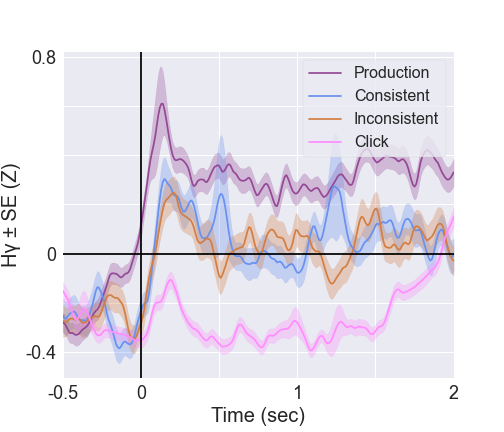 0.8
Production
Consistent
Inconsistent
Click
Hγ ± SE (Z)
0
-0.4
-0.5
0
1
2
Time (sec)